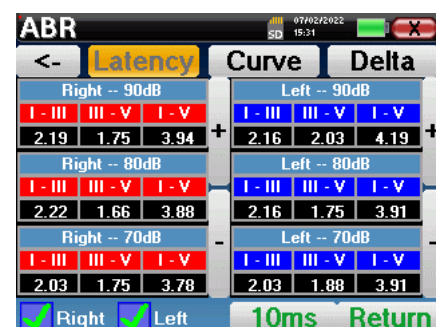 ABR SD 07/02/2022 15:31 X
<- Latency Curve Delta
Right -- 90dB Left -- 90dB
I - III III - V I - V I - III III - V I - V
2.19 1.75 3.94 + 2.16 2.03 4.19 +
Right -- 80dB Left -- 80dB
I - III III - V I - V I - III III - V I - V
2.22 1.66 3.88 2.16 1.75 3.91
Right -- 70dB - Left -- 70dB -
I - III III - V I - V I - III III - V I - V
2.03 1.75 3.78 2.03 1.88 3.91
Right Left 10ms Return